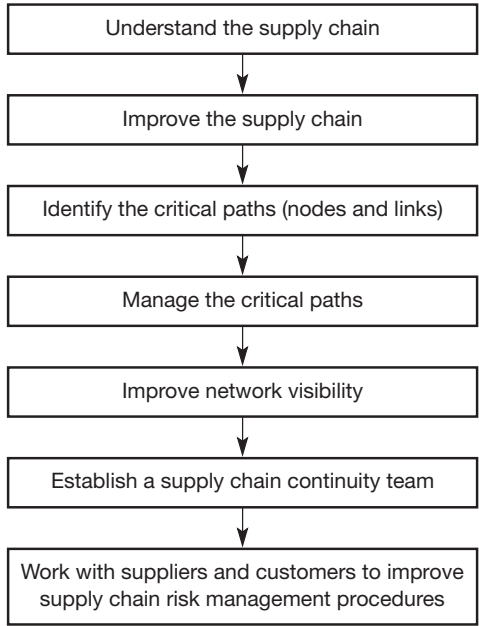 Understand the supply chain
Improve the supply chain
Identify the critical paths (nodes and links)
Manage the critical paths
Improve network visibility
Establish a supply chain continuity team
Work with suppliers and customers to improve
supply chain risk management procedures